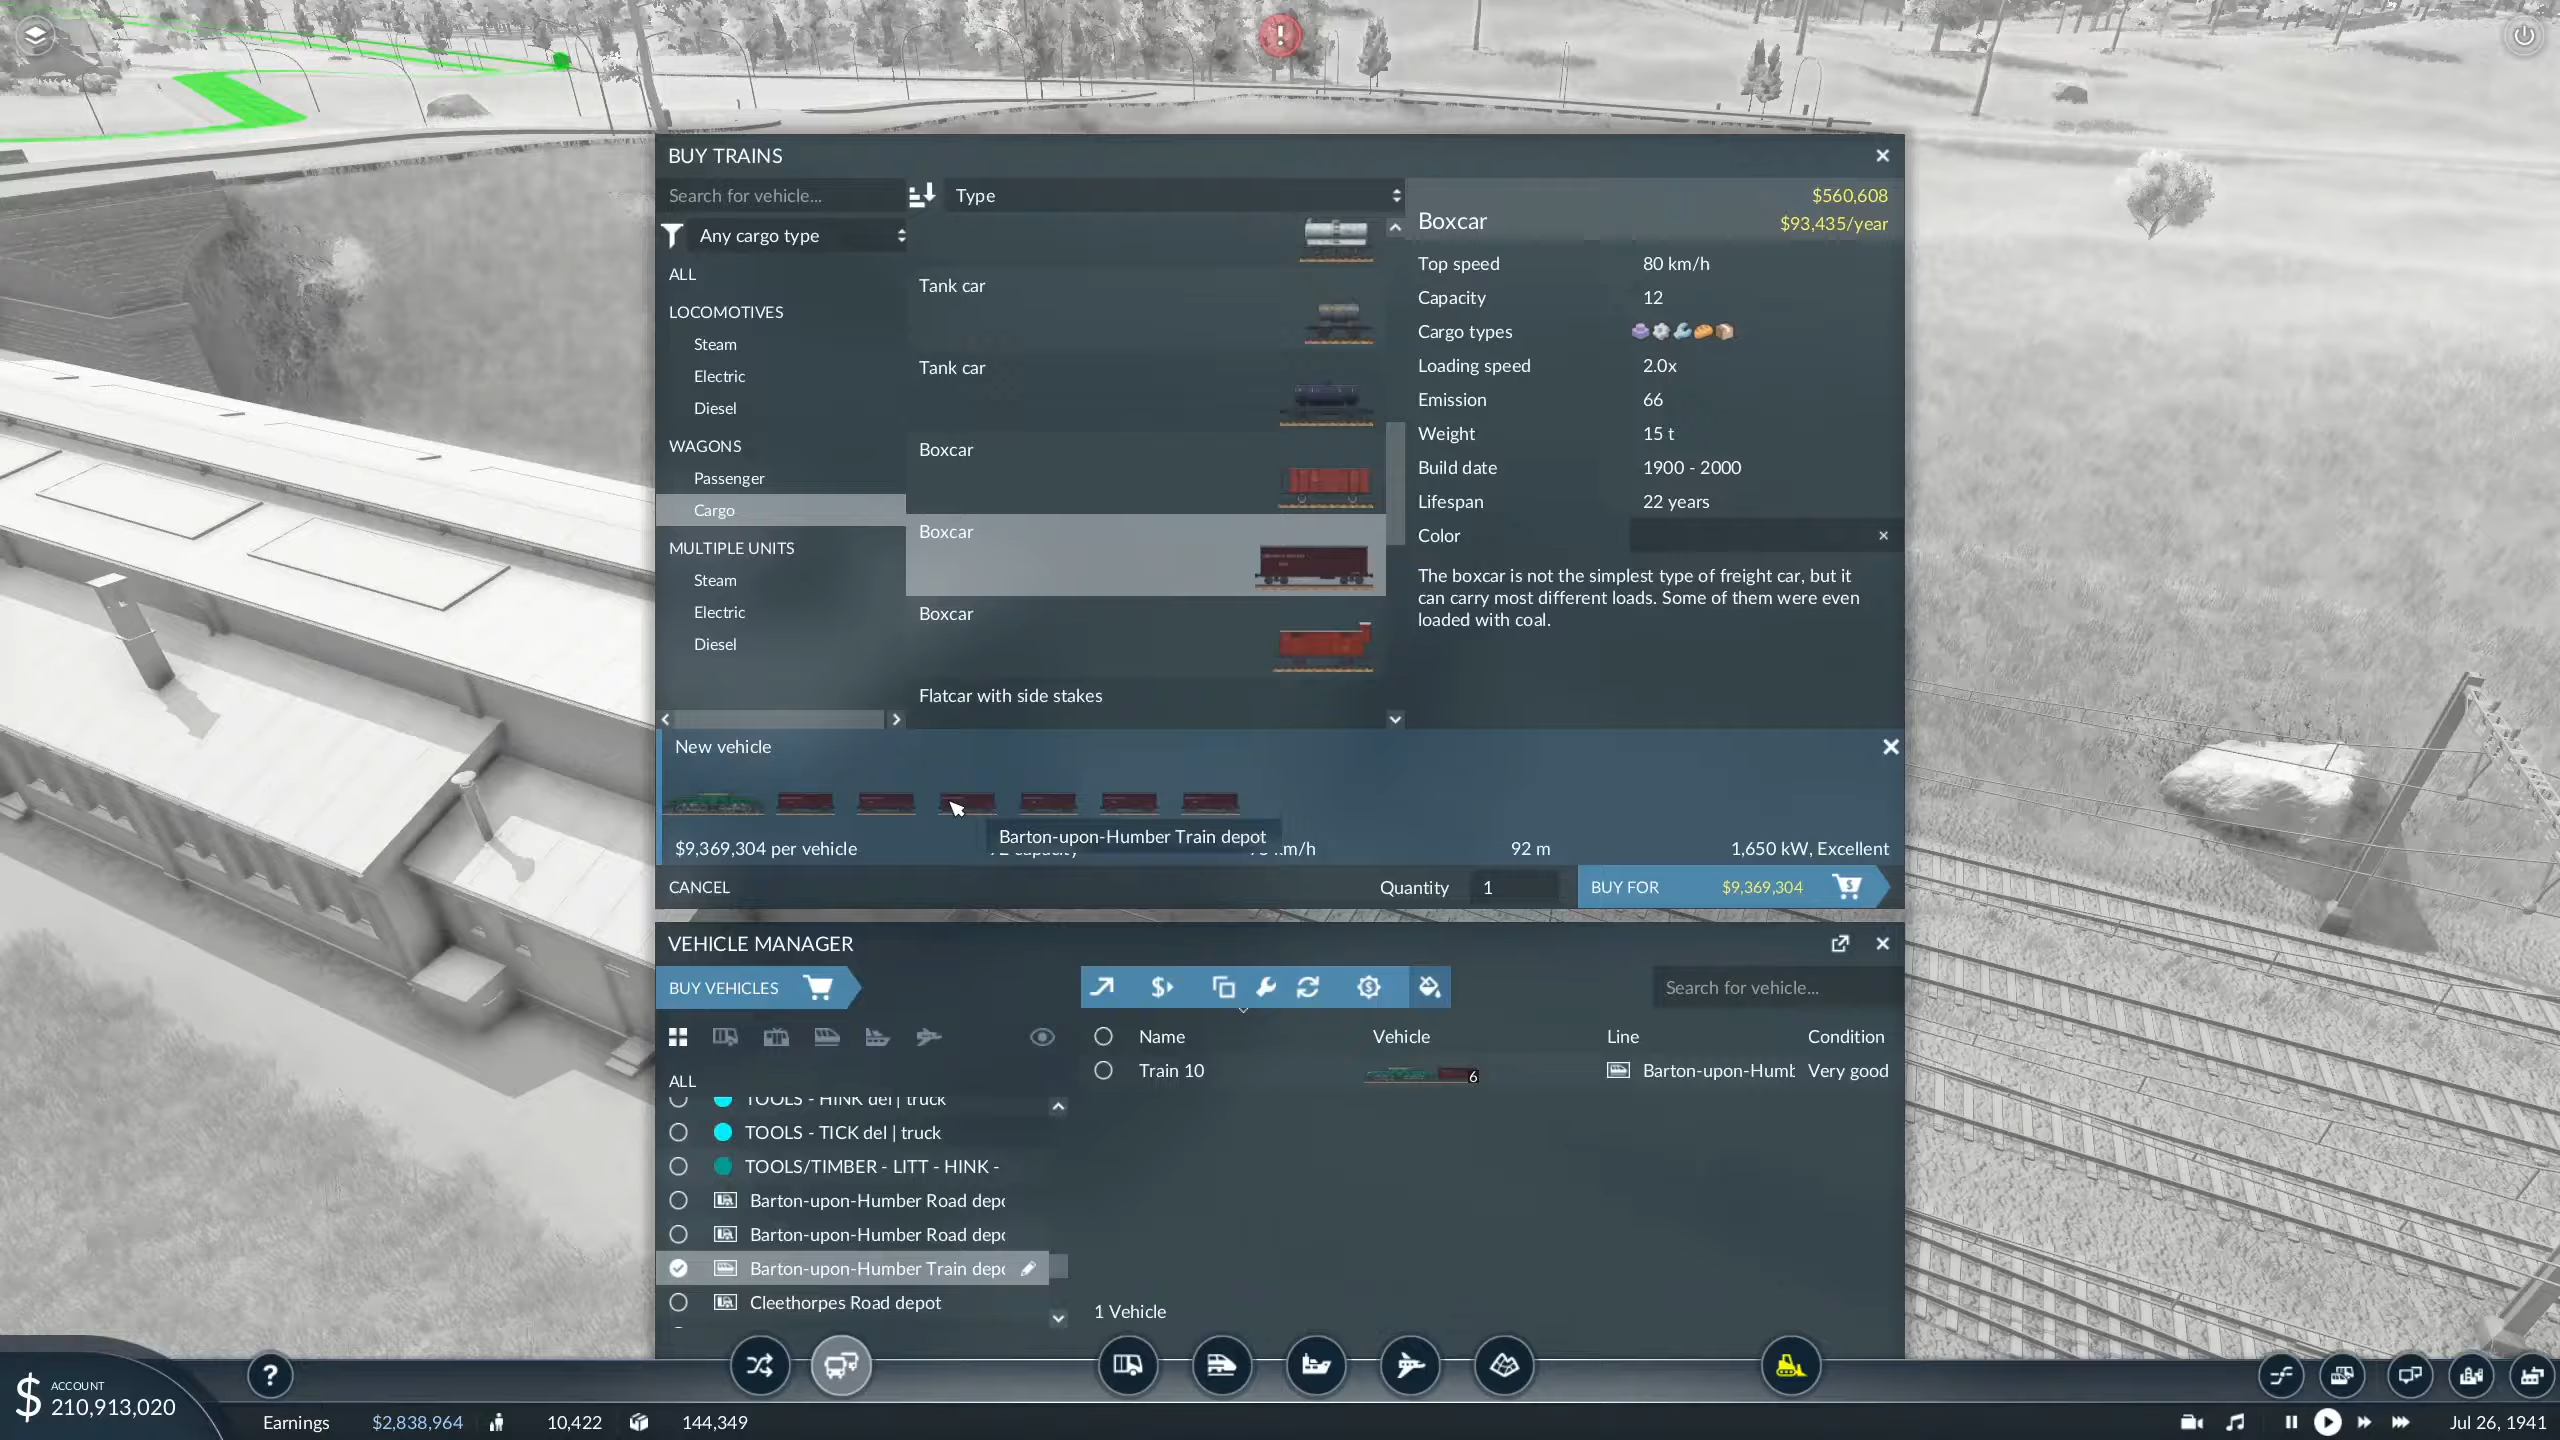 BUY TRAINS
Search for vehicle...
Type
Any cargo type
ALL
LOCOMOTIVES
Steam
Electric
Diesel
WAGONS
Passenger
Cargo
MULTIPLE UNITS
Steam
Electric
Diesel
Tank car
Tank car
Boxcar
Boxcar
Boxcar
Flatcar with side stakes
$560,608
Boxcar
$93,435/year
Top speed 80 km/h
Capacity 12
Cargo types
Loading speed 2.0x
Emission 66
Weight 15 t
Build date 1900 - 2000
Lifespan 22 years
Color
The boxcar is not the simplest type of freight car, but it
can carry most different loads. Some of them were even
loaded with coal.
New vehicle
Barton-upon-Humber Train depot
$9,369,304 per vehicle 92 m 1,650 kW, Excellent
CANCEL Quantity 1 BUY FOR $9,369,304
VEHICLE MANAGER
BUY VEHICLES
Search for vehicle...
ALL
TOOLS - HINK del | truck
TOOLS - TICK del | truck
TOOLS/TIMBER - LITT - HINK -
Barton-upon-Humber Road depo
Barton-upon-Humber Road depo
Barton-upon-Humber Train depo
Cleethorpes Road depot
Name Vehicle Line Condition
Train 10 6 Barton-upon-Humb Very good
1 Vehicle
?
$ ACCOUNT
210,913,020
Earnings $2,838,964 10,422 144,349
Jul 26, 1941